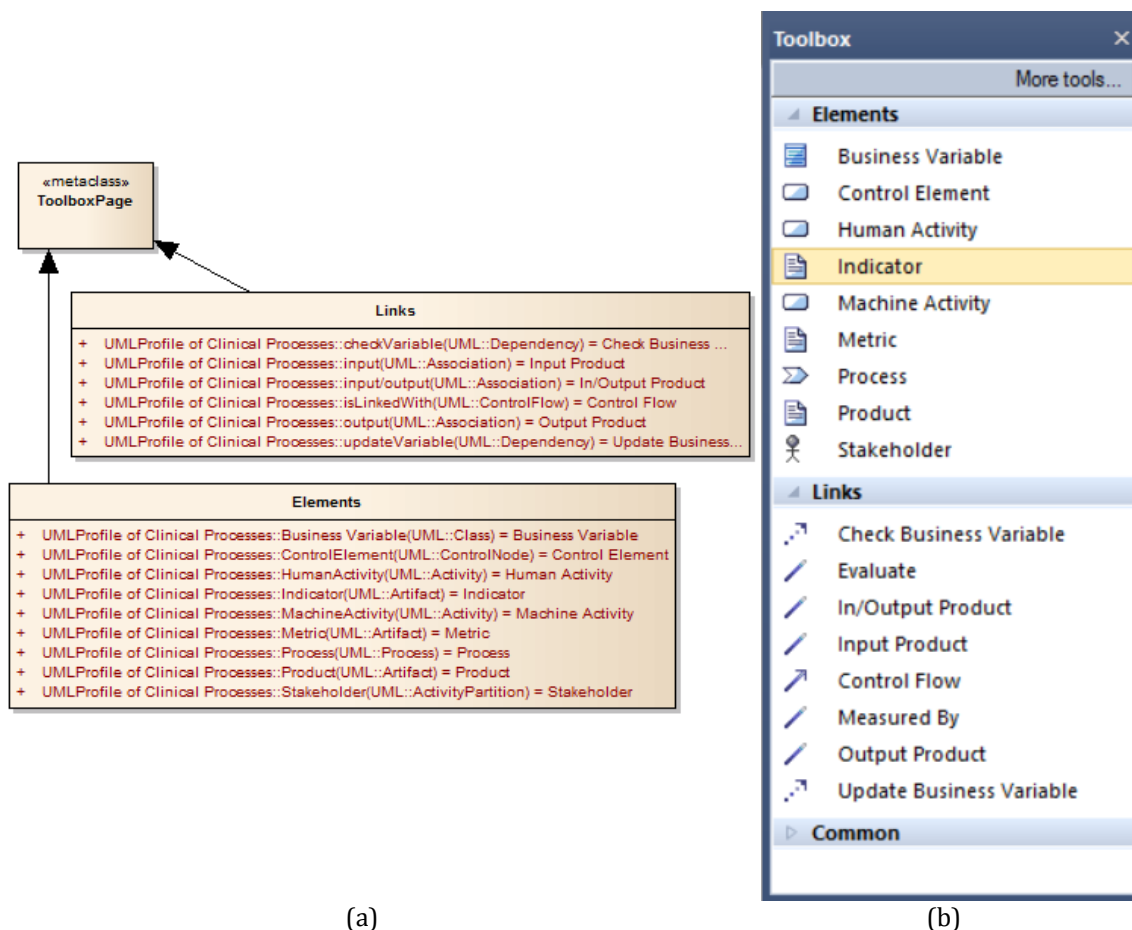 «metaclass»
ToolboxPage
Links
+ UMLProfile of Clinical Processes::checkVariable(UML::Dependency) = Check Business ...
+ UMLProfile of Clinical Processes::input(UML::Association) = Input Product
+ UMLProfile of Clinical Processes::input/output(UML::Association) = In/Output Product
+ UMLProfile of Clinical Processes::isLinkedWith(UML::ControlFlow) = Control Flow
+ UMLProfile of Clinical Processes::output(UML::Association) = Output Product
+ UMLProfile of Clinical Processes::updateVariable(UML::Dependency) = Update Business...
Elements
+ UMLProfile of Clinical Processes::Business Variable(UML::Class) = Business Variable
+ UMLProfile of Clinical Processes::ControlElement(UML::ControlNode) = Control Element
+ UMLProfile of Clinical Processes::HumanActivity(UML::Activity) = Human Activity
+ UMLProfile of Clinical Processes::Indicator(UML::Artifact) = Indicator
+ UMLProfile of Clinical Processes::MachineActivity(UML::Activity) = Machine Activity
+ UMLProfile of Clinical Processes::Metric(UML::Artifact) = Metric
+ UMLProfile of Clinical Processes::Process(UML::Process) = Process
+ UMLProfile of Clinical Processes::Product(UML::Artifact) = Product
+ UMLProfile of Clinical Processes::Stakeholder(UML::ActivityPartition) = Stakeholder
(a)
Toolbox
More tools...
Elements
Business Variable
Control Element
Human Activity
Indicator
Machine Activity
Metric
Process
Product
Stakeholder
Links
Check Business Variable
Evaluate
In/Output Product
Input Product
Control Flow
Measured By
Output Product
Update Business Variable
Common
(b)